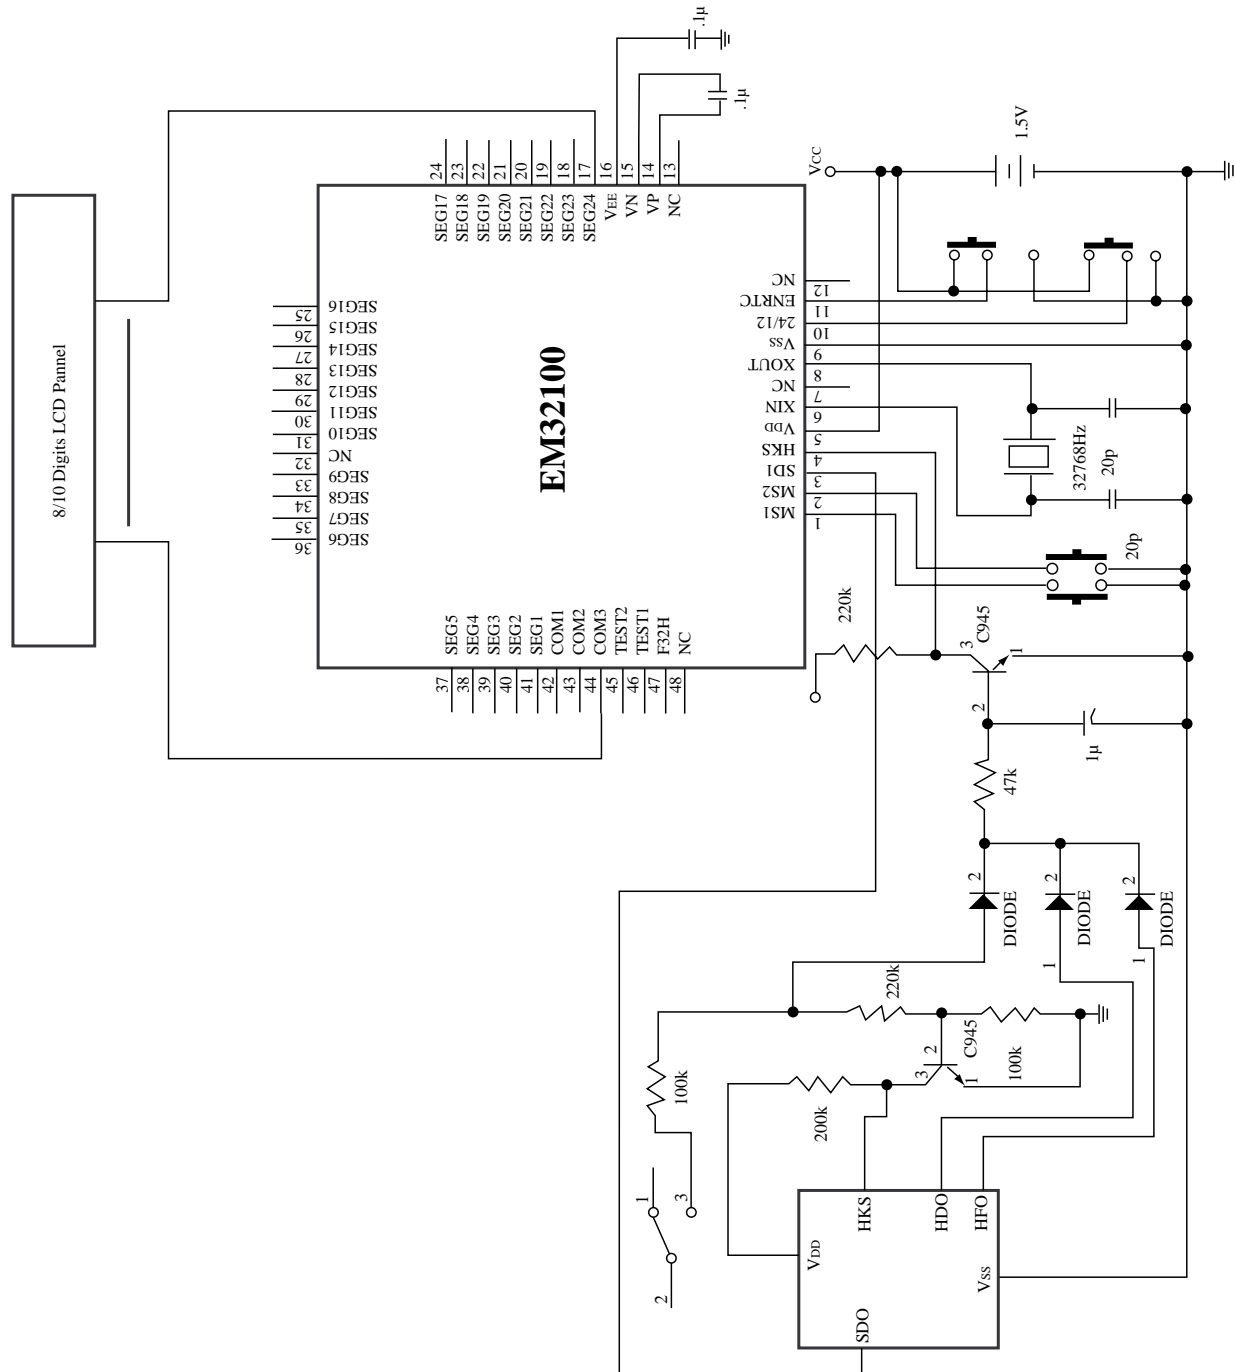 .1µ
.1µ
1.5V
VCC
8/10 Digits LCD Pannel
24
23
22
21
20
19
18
17
16
15
14
13
SEG17
SEG18
SEG19
SEG20
SEG21
SEG22
SEG23
SEG24
VEE
VN
VP
NC
SEG16
25
SEG15
26
SEG14
27
SEG13
28
SEG12
29
SEG11
30
SEG10
31
NC
32
SEG9
33
SEG8
34
SEG7
35
SEG6
36
EM32100
NC
12
ENRTC
11
24/12
10
VSS
9
XOUT
8
NC
7
XIN
6
VDD
5
HKS
4
SD1
3
MS2
2
MS1
1
32768Hz
20p
20p
SEG5
SEG4
SEG3
SEG2
SEG1
COM1
COM2
COM3
TEST2
TEST1
F32H
NC
37
38
39
40
41
42
43
44
45
46
47
48
220k
3
C945
1
2
1µ
47k
2
DIODE
2
DIODE
1
2
DIODE
1
220k
2
C945
3
1
100k
100k
200k
1
3
2
HKS
HDO
HFO
VDD
VSS
SDO